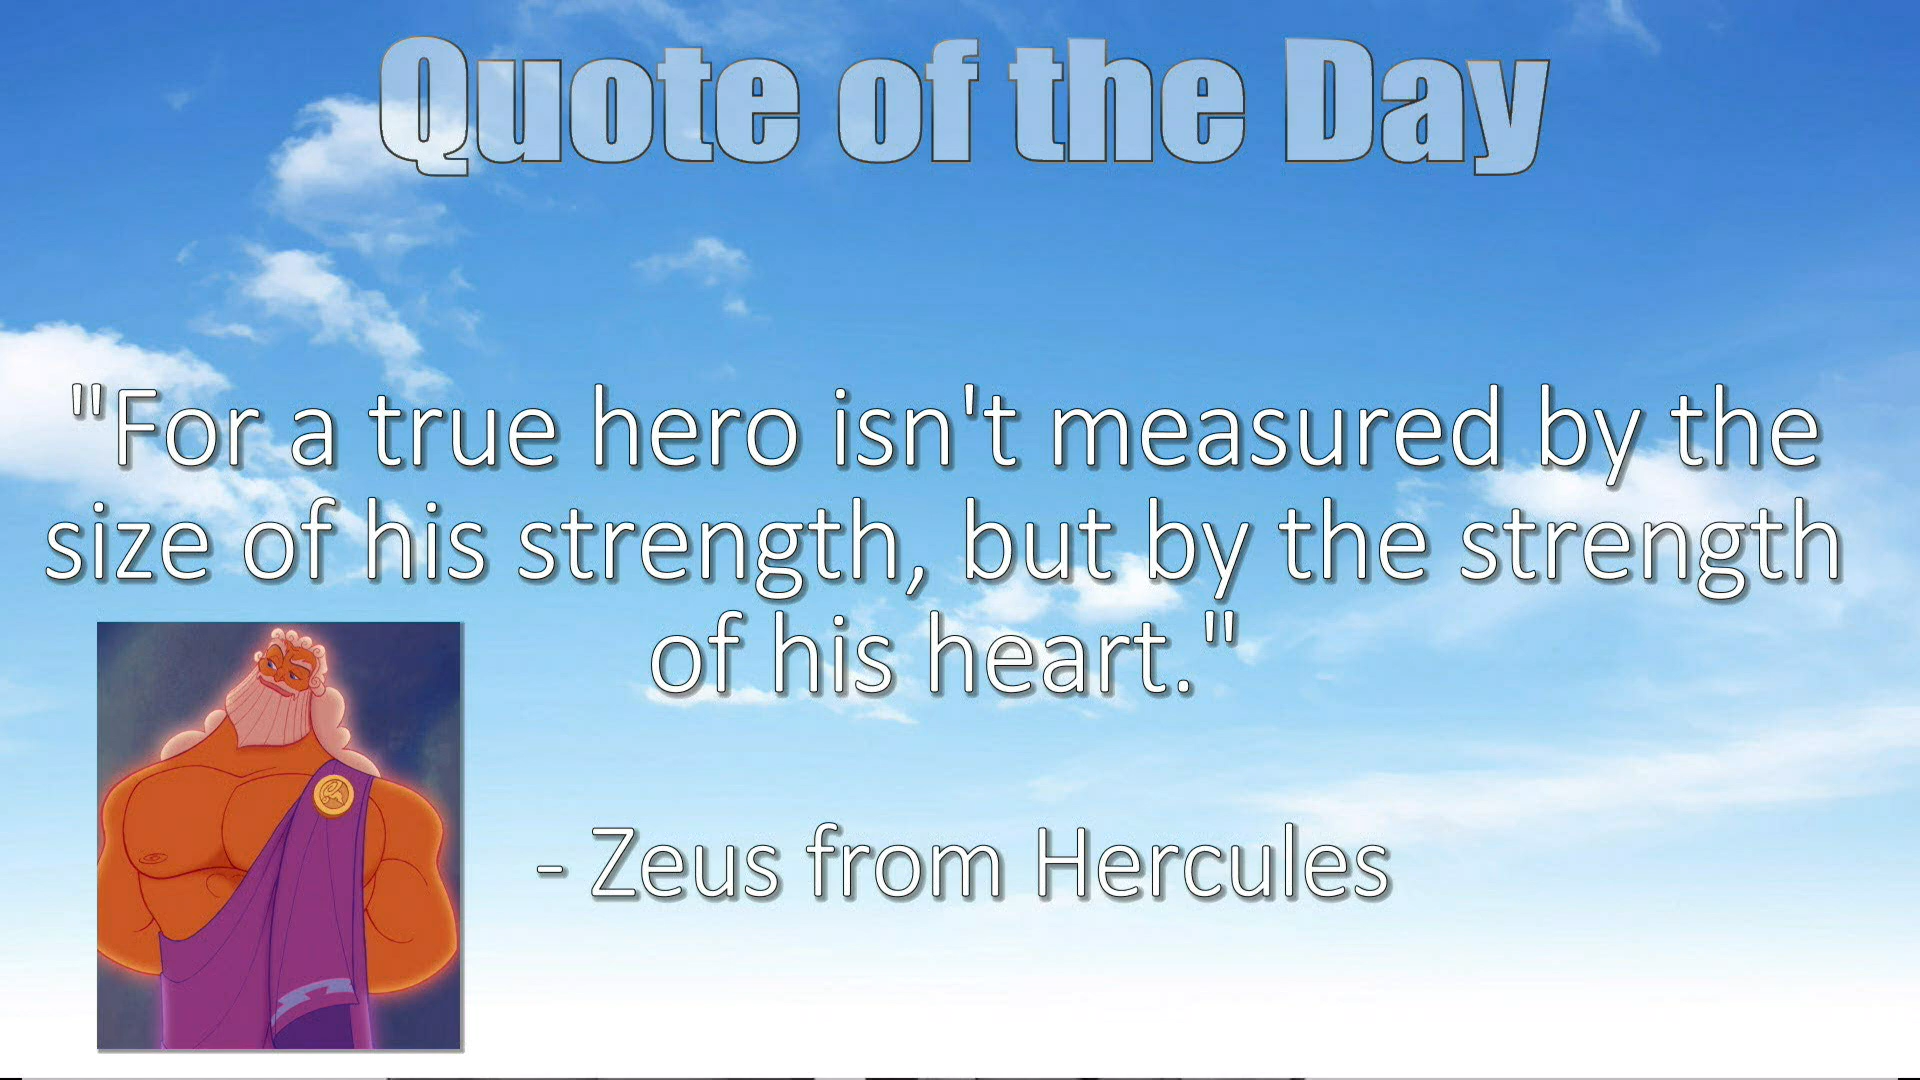 Quote of the Day
"For a true hero isn't measured by the
size of his strength, but by the strength
of his heart."
- Zeus from Hercules